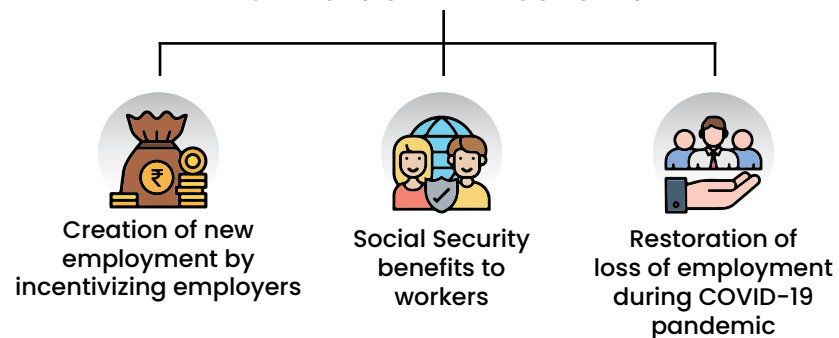 ₹
Creation of new
employment by
incentivizing employers
Social Security
benefits to
workers
Restoration of
loss of employment
during COVID-19
pandemic